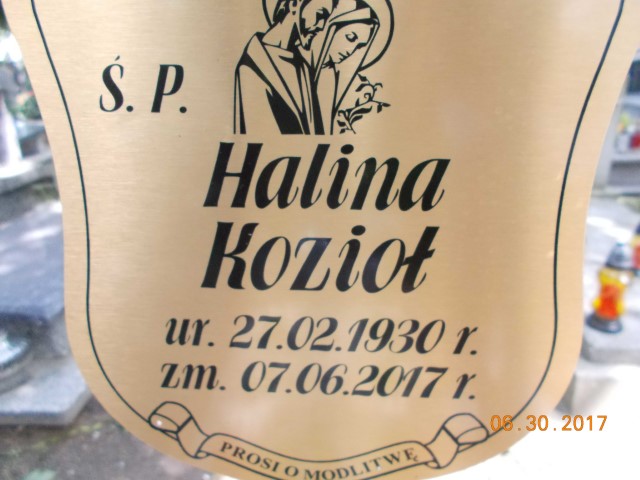 Ś. P.
Halina
Kozioł
ur. 27.02.1930 r.
zm. 07.06.2017 r.
PROSI O MODLITWĘ
06.30.2017